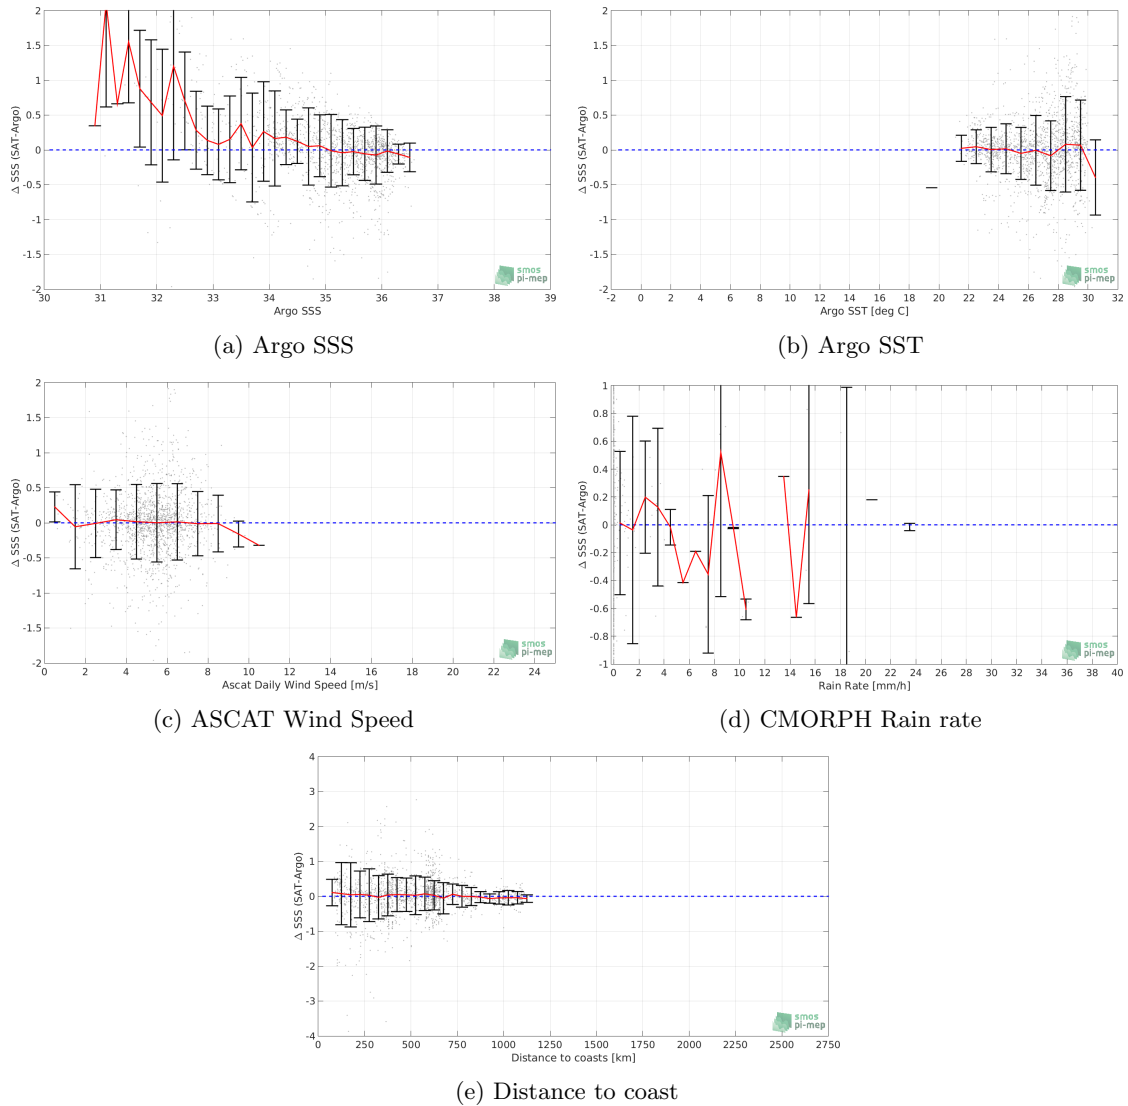 2
1.5
1
0.5
0
-0.5
-1
-1.5
-2
Δ SSS (SAT-Argo)
30 31 32 33 34 35 36 37 38 39
Argo SSS
smos
pi-mep
(a) Argo SSS
2
1.5
1
0.5
0
-0.5
-1
-1.5
-2
Δ SSS (SAT-Argo)
-2 0 2 4 6 8 10 12 14 16 18 20 22 24 26 28 30 32
Argo SST [deg C]
smos
pi-mep
(b) Argo SST
2
1.5
1
0.5
0
-0.5
-1
-1.5
-2
Δ SSS (SAT-Argo)
0 2 4 6 8 10 12 14 16 18 20 22 24
Ascat Daily Wind Speed [m/s]
smos
pi-mep
(c) ASCAT Wind Speed
1
0.8
0.6
0.4
0.2
0
-0.2
-0.4
-0.6
-0.8
-1
Δ SSS (SAT-Argo)
0 2 4 6 8 10 12 14 16 18 20 22 24 26 28 30 32 34 36 38 40
Rain Rate [mm/h]
smos
pi-mep
(d) CMORPH Rain rate
4
3
2
1
0
-1
-2
-3
-4
Δ SSS (SAT-Argo)
0 250 500 750 1000 1250 1500 1750 2000 2250 2500 2750
Distance to coasts [km]
smos
pi-mep
(e) Distance to coast